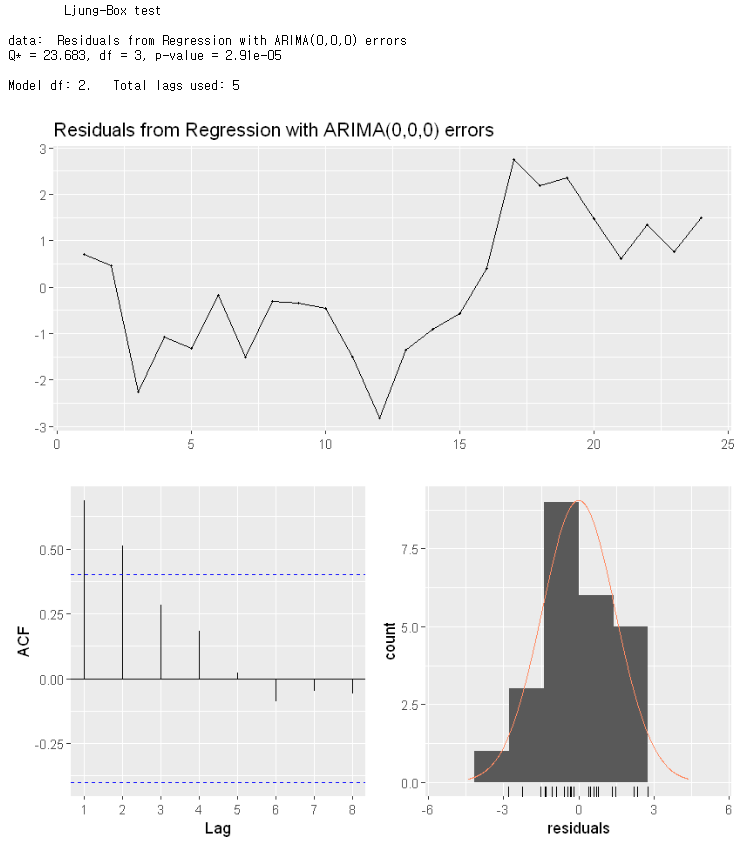 Ljung-Box test
data:  Residuals from Regression with ARIMA(0,0,0) errors
Q* = 23.683, df = 3, p-value = 2.91e-05
Model df: 2.   Total lags used: 5
Residuals from Regression with ARIMA(0,0,0) errors
3
2
1
0
-1
-2
-3
0 5 10 15 20 25
0.50
0.25
0.00
-0.25
ACF
1 2 3 4 5 6 7 8
Lag
7.5
5.0
2.5
0.0
count
-6 -3 0 3 6
residuals